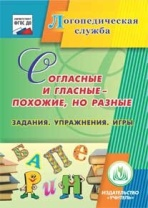 ФГОС ДО
Логопедическая
служба
Согласные
и гласные –
похожие, но разные
ЗАДАНИЯ. УПРАЖНЕНИЯ. ИГРЫ
ИЗДАТЕЛЬСТВО
«УЧИТЕЛЬ»